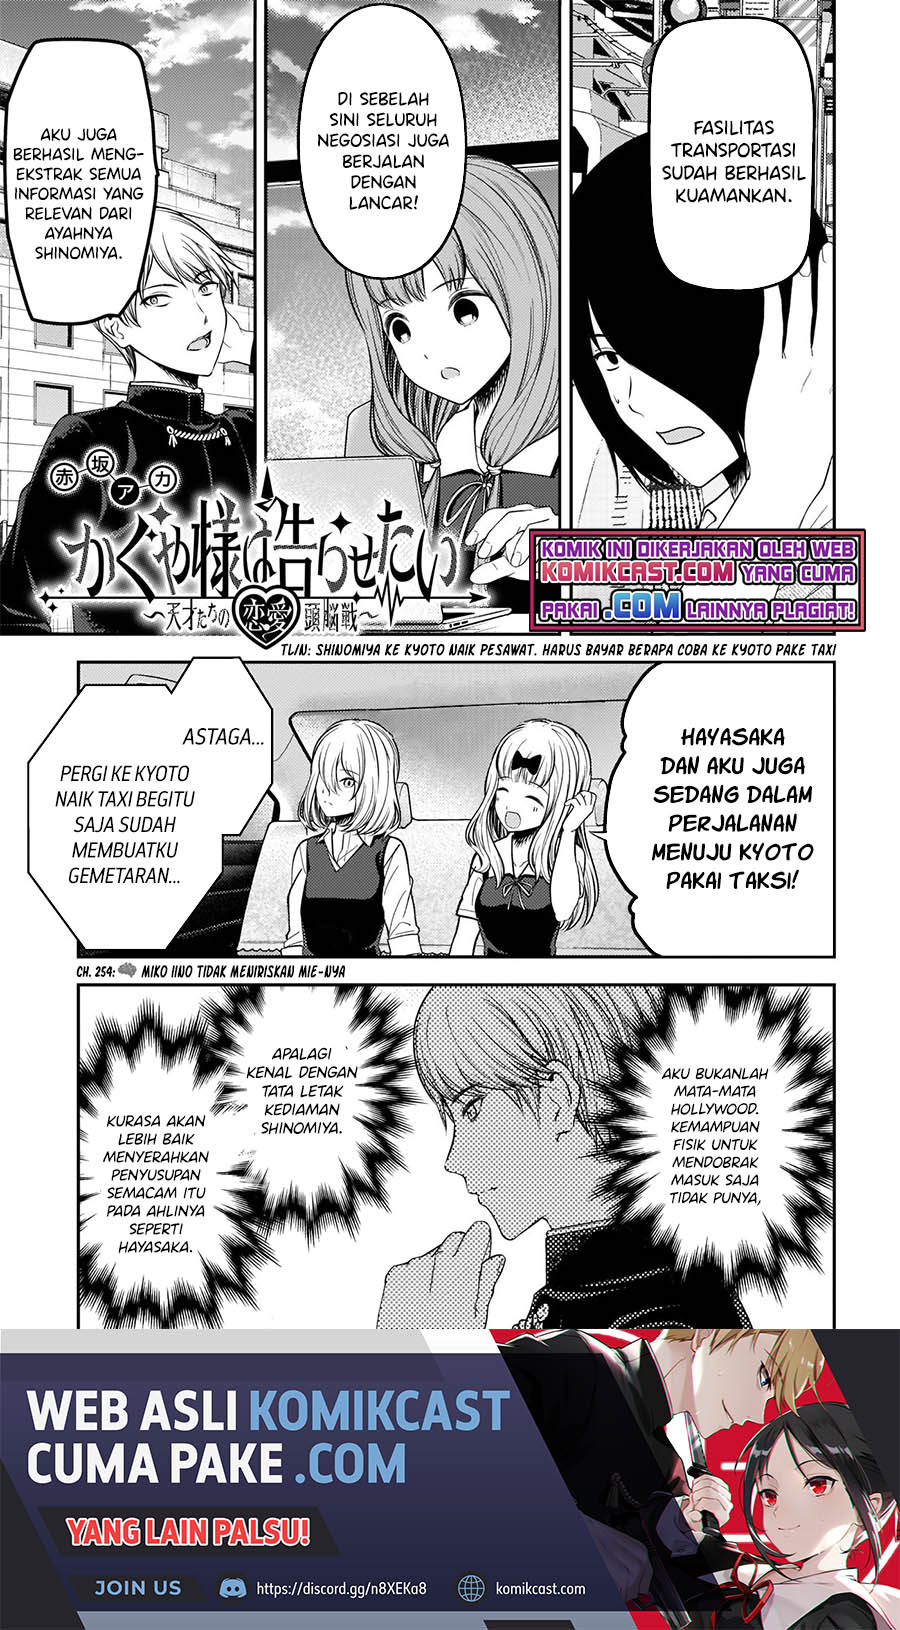 FASILITAS
TRANSPORTASI
SUDAH BERHASIL
KUAMANKAN.
DI SEBELAH
SINI SELURUH
NEGOSIASI JUGA
BERJALAN
DENGAN
LANCAR!
AKU JUGA
BERHASIL MENG-
EKSTRAK SEMUA
INFORMASI YANG
RELEVAN DARI
AYAHNYA
SHINOMIYA.
赤坂アカ
かぐや様は告らせたい
～天才たちの恋愛頭脳戦～
KOMIK INI DIKERJAKAN OLEH WEB
KOMIKCAST.COM YANG CUMA
PAKAI .COM LAINNYA PLAGIAT!
TL/N: SHINOMIYA KE KYOTO NAIK PESAWAT. HARUS BAYAR BERAPA COBA KE KYOTO PAKE TAXI
HAYASAKA
DAN AKU JUGA
SEDANG DALAM
PERJALANAN
MENUJU KYOTO
PAKAI TAKSI!
ASTAGA...
PERGI KE KYOTO
NAIK TAXI BEGITU
SAJA SUDAH
MEMBUATKU
GEMETARAN...
CH. 254: MIKO IINO TIDAK MENIRISKAN MIE-NYA
AKU BUKANLAH
MATA-MATA
HOLLYWOOD.
KEMAMPUAN
FISIK UNTUK
MENDOBRAK
MASUK SAJA
TIDAK PUNYA,
APALAGI
KENAL DENGAN
TATA LETAK
KEDIAMAN
SHINOMIYA.
KURASA AKAN
LEBIH BAIK
MENYERAHKAN
PENYUSUPAN
SEMACAM ITU
PADA AHLINYA
SEPERTI
HAYASAKA.
WEB ASLI KOMIKCAST
CUMA PAKE .COM
YANG LAIN PALSU!
JOIN US https://discord.gg/n8XEKa8 komikcast.com